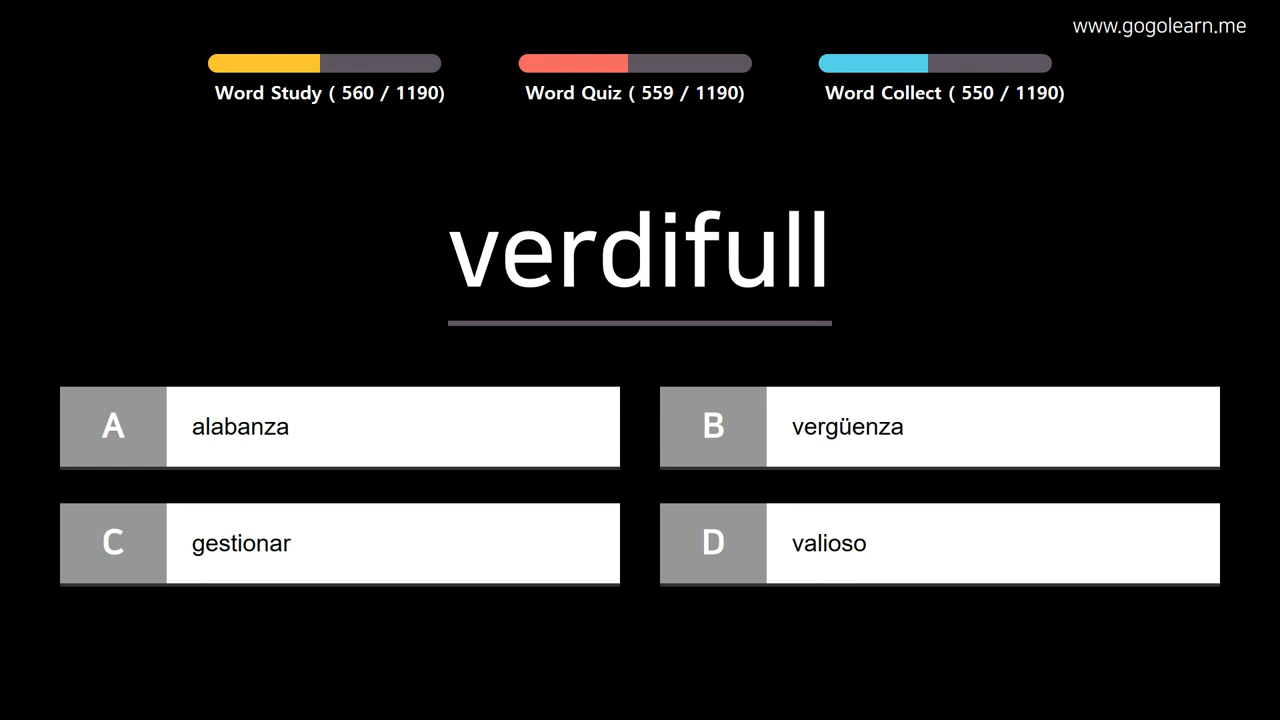 www.gogolearn.me
Word Study ( 560 / 1190)
Word Quiz ( 559 / 1190)
Word Collect ( 550 / 1190)
verdifull
A
alabanza
B
vergüenza
C
gestionar
D
valioso